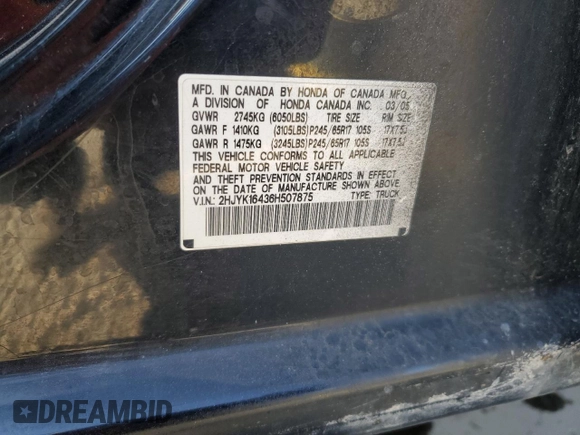 MFD. IN CANADA BY HONDA OF CANADA MFG.,
A DIVISION OF HONDA CANADA INC. 03/05
GVWR 2745KG (6050LBS) TIRE SIZE RIM SIZE
GAWR F 1410KG (3105LBS) P245/65R17 105S 17X7.5J
GAWR R 1475KG (3245LBS) P245/65R17 105S 17X7.5J
THIS VEHICLE CONFORMS TO ALL APPLICABLE
FEDERAL MOTOR VEHICLE SAFETY
AND THEFT PREVENTION STANDARDS IN EFFECT
ON THE DATE OF MANUFACTURE SHOWN ABOVE.
V.I.N.: 2HJYK16436H507875 TYPE: TRUCK
DREAMBID